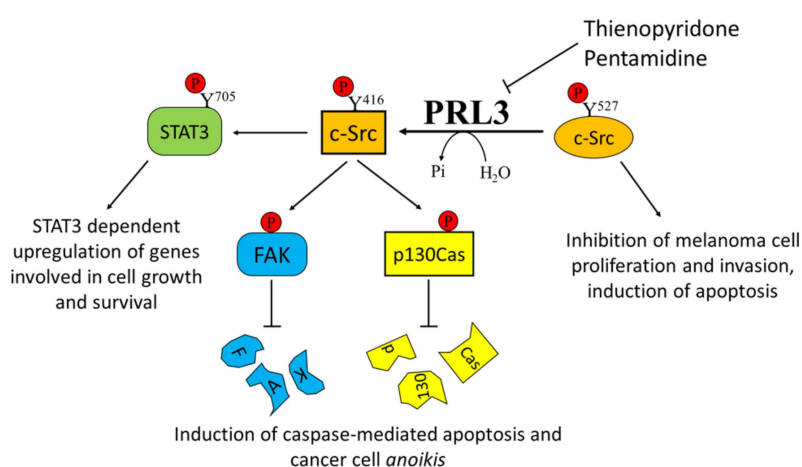 Thienopyridone
Pentamidine
P
Y705
STAT3
P
Y416
c-Src
PRL3
Pi
H2O
P
Y527
c-Src
STAT3 dependent
upregulation of genes
involved in cell growth
and survival
P
FAK
P
p130Cas
Inhibition of melanoma cell
proliferation and invasion,
induction of apoptosis
F
A
K
p
130
Cas
Induction of caspase-mediated apoptosis and
cancer cell anoikis